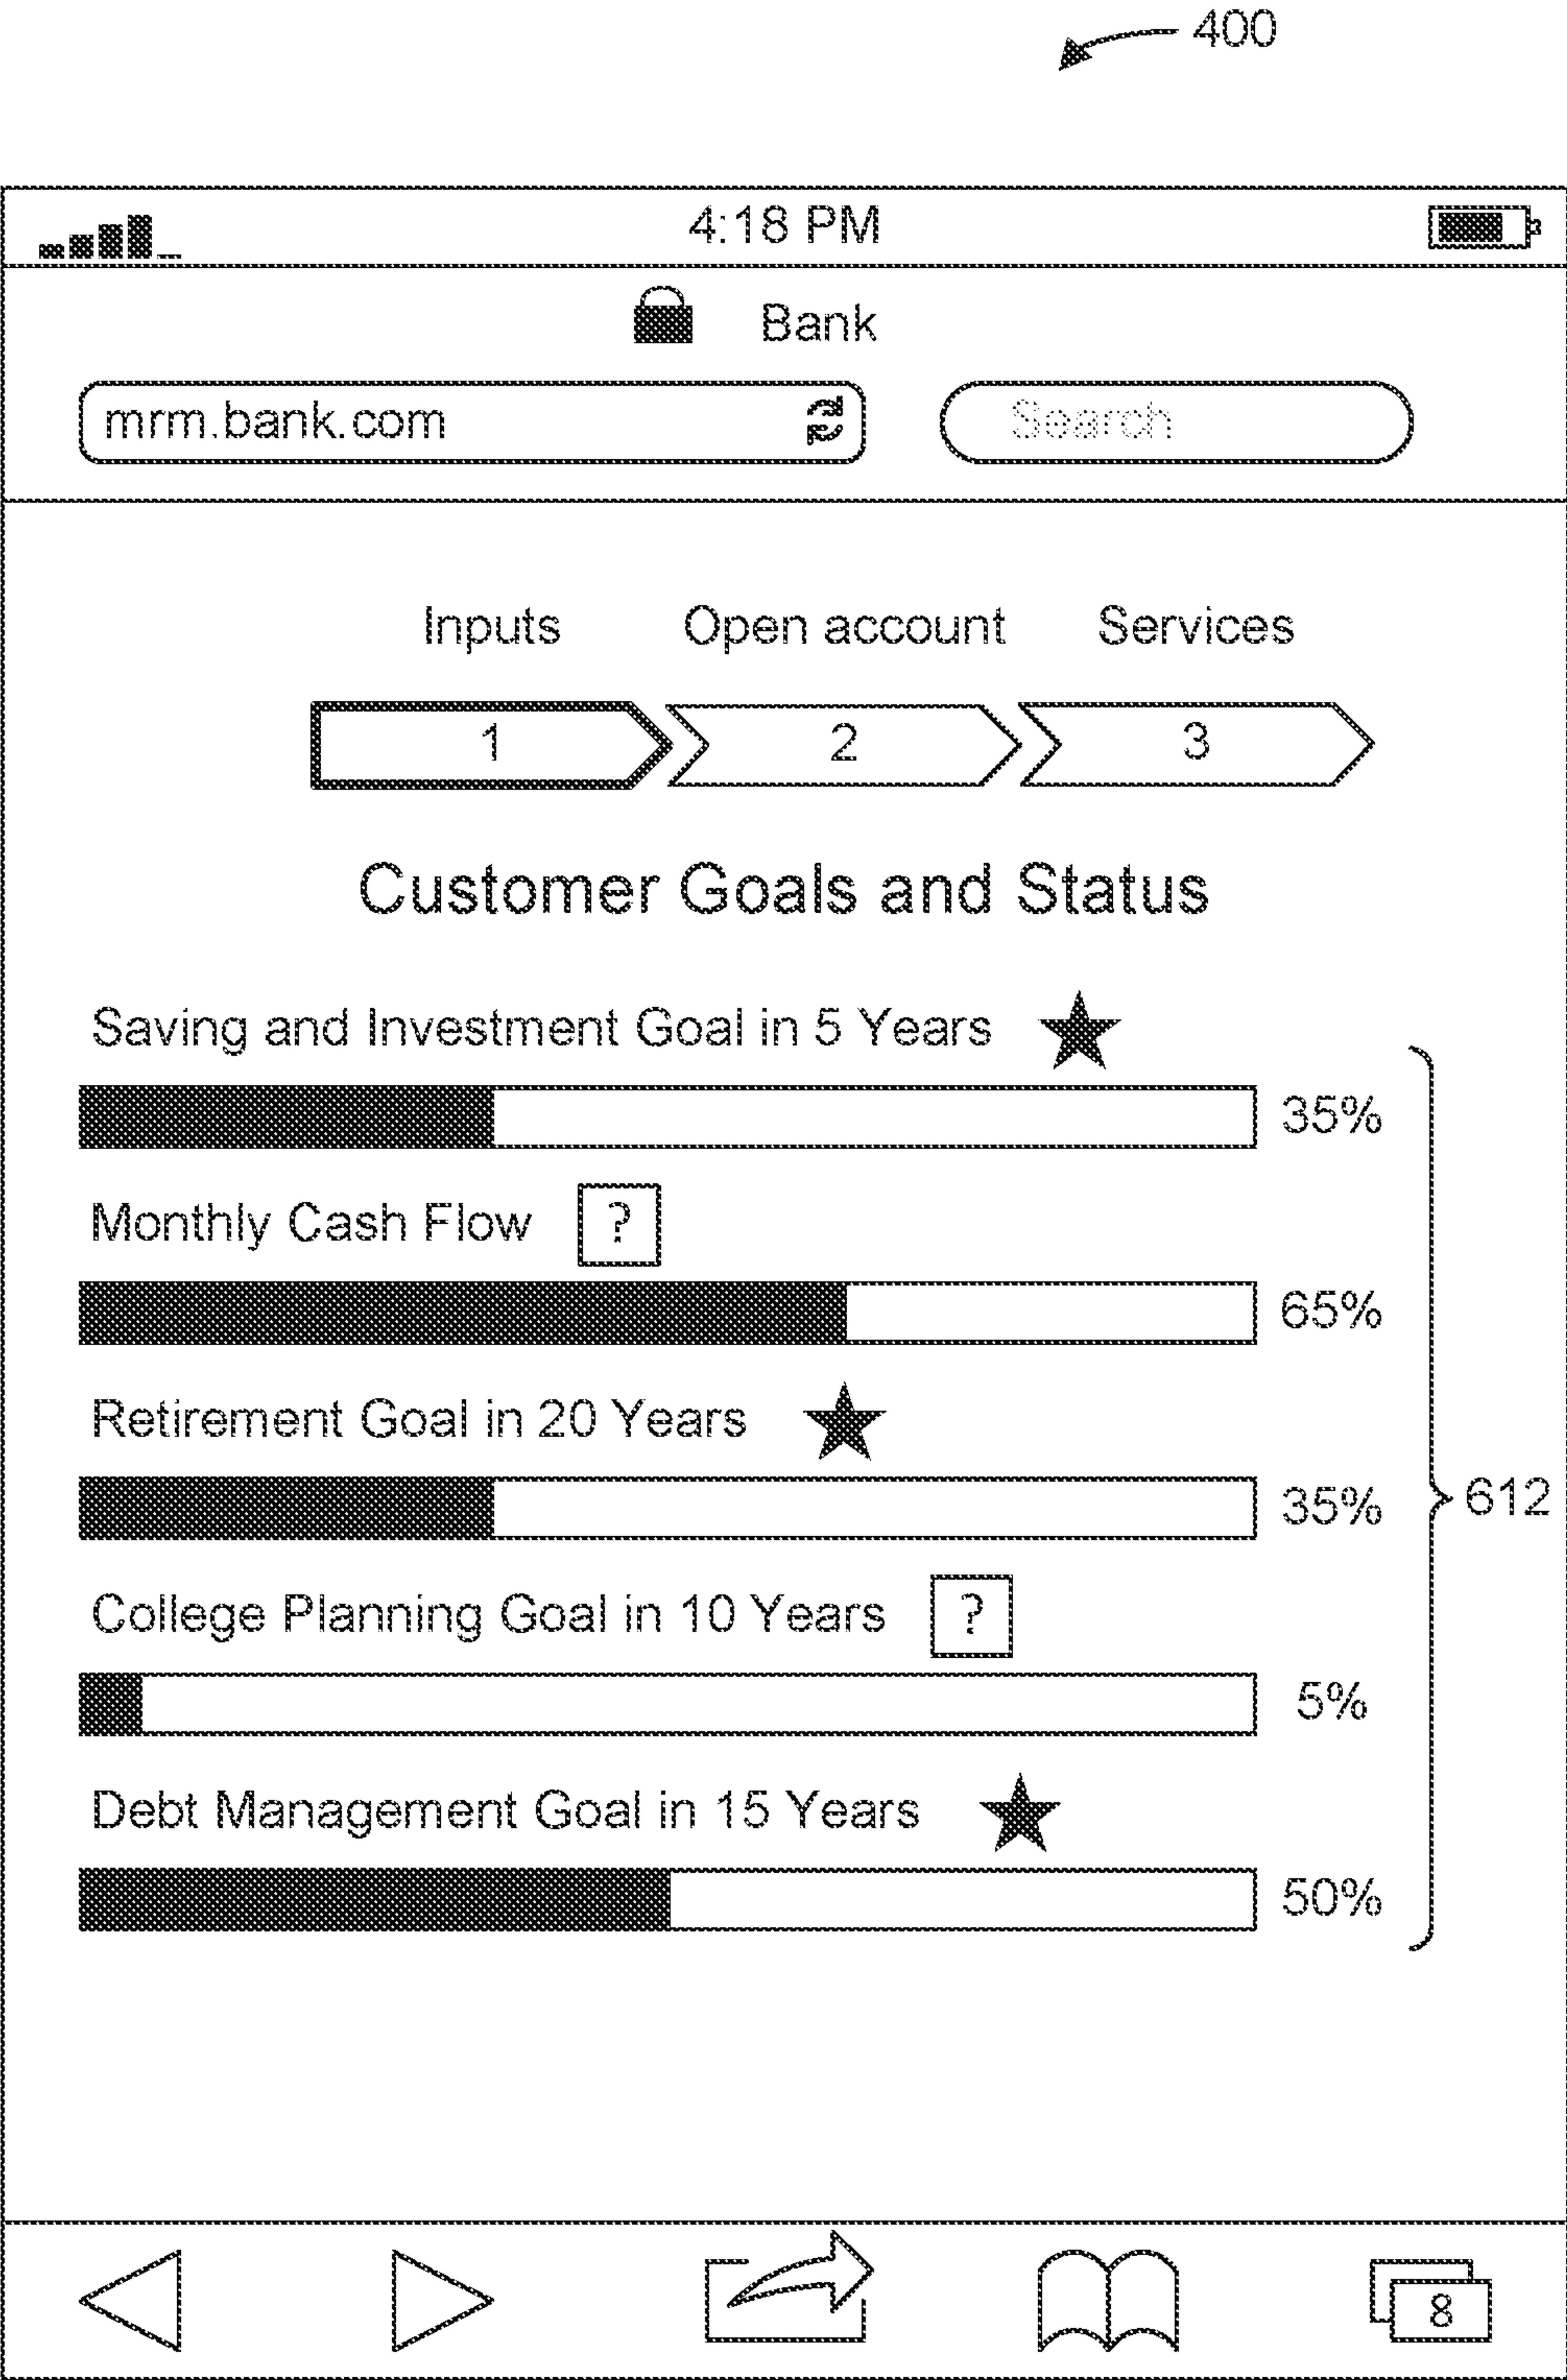 400
4:18 PM
Bank
mrm.bank.com
Search
Inputs Open account Services
1 2 3
Customer Goals and Status
Saving and Investment Goal in 5 Years
35%
Monthly Cash Flow ?
65%
Retirement Goal in 20 Years
35%
612
College Planning Goal in 10 Years ?
5%
Debt Management Goal in 15 Years
50%
8